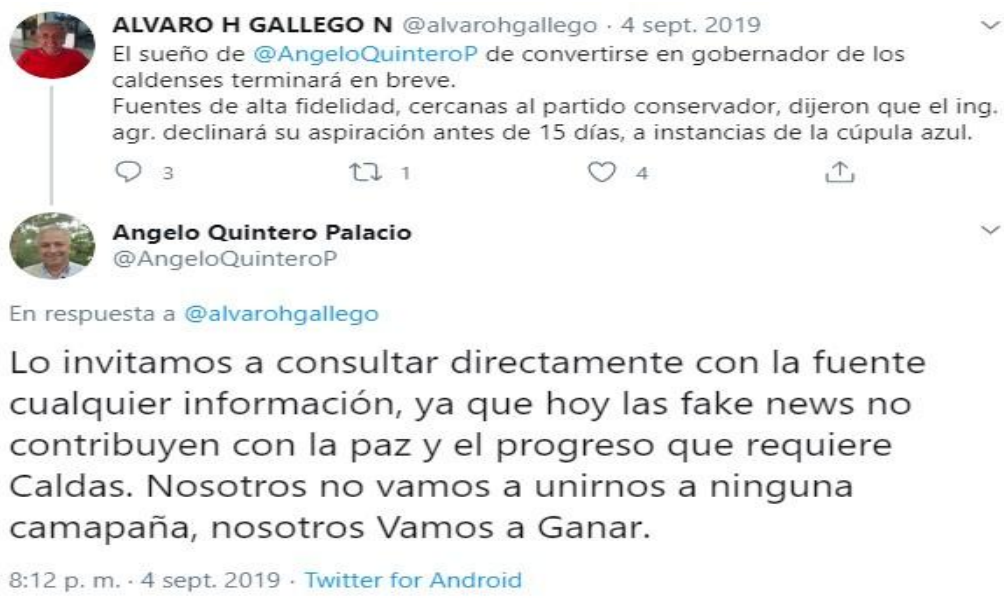 ALVARO H GALLEGO N @alvarohgallego · 4 sept. 2019
El sueño de @AngeloQuinteroP de convertirse en gobernador de los
caldenses terminará en breve.
Fuentes de alta fidelidad, cercanas al partido conservador, dijeron que el ing.
agr. declinará su aspiración antes de 15 días, a instancias de la cúpula azul.
3 1 4
Angelo Quintero Palacio
@AngeloQuinteroP
En respuesta a @alvarohgallego
Lo invitamos a consultar directamente con la fuente
cualquier información, ya que hoy las fake news no
contribuyen con la paz y el progreso que requiere
Caldas. Nosotros no vamos a unirnos a ninguna
camapaña, nosotros Vamos a Ganar.
8:12 p. m. · 4 sept. 2019 · Twitter for Android